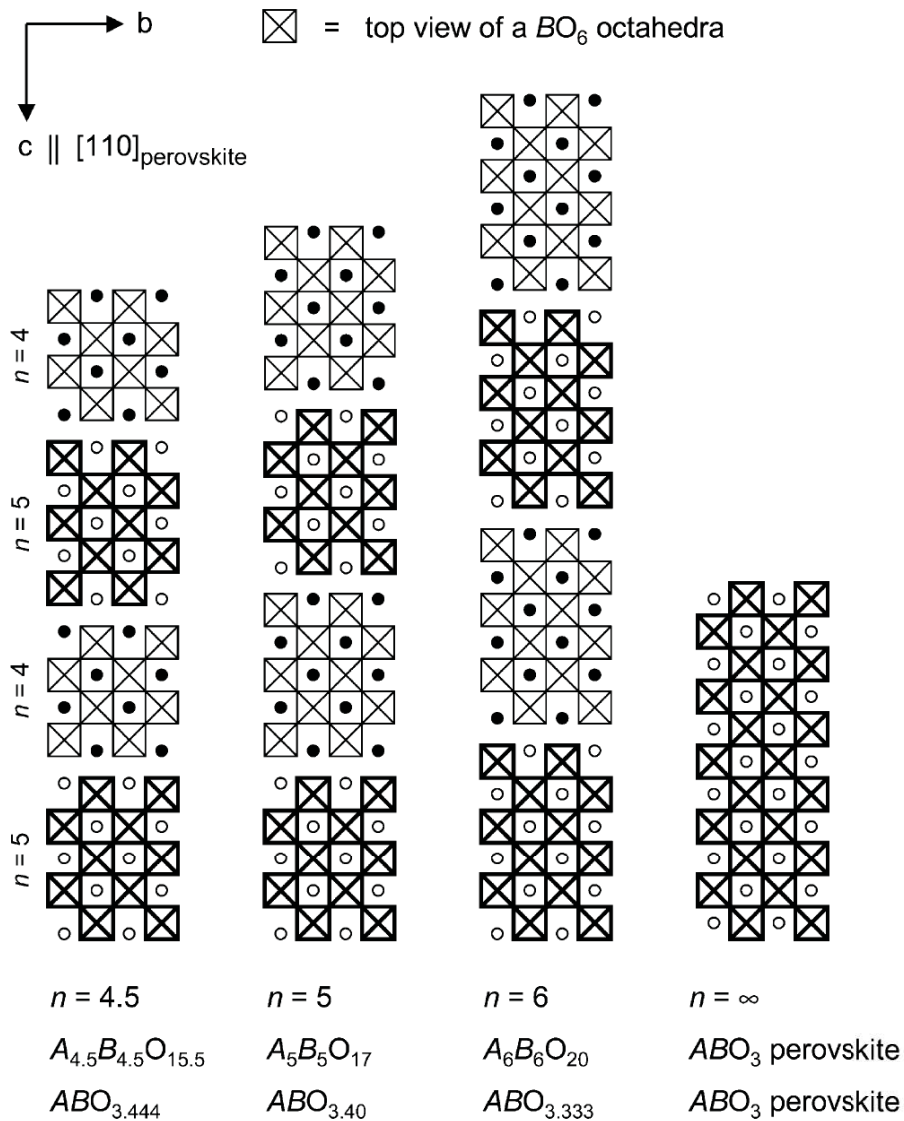 b
= top view of a BO₆ octahedra
c || [110]perovskite
n = 4
n = 5
n = 4
n = 5
n = 4.5
n = 5
n = 6
n = ∞
A₄.₅B₄.₅O₁₅.₅
A₅B₅O₁₇
A₆B₆O₂₀
ABO₃ perovskite
ABO₃.₄₄₄
ABO₃.₄₀
ABO₃.₃₃₃
ABO₃ perovskite